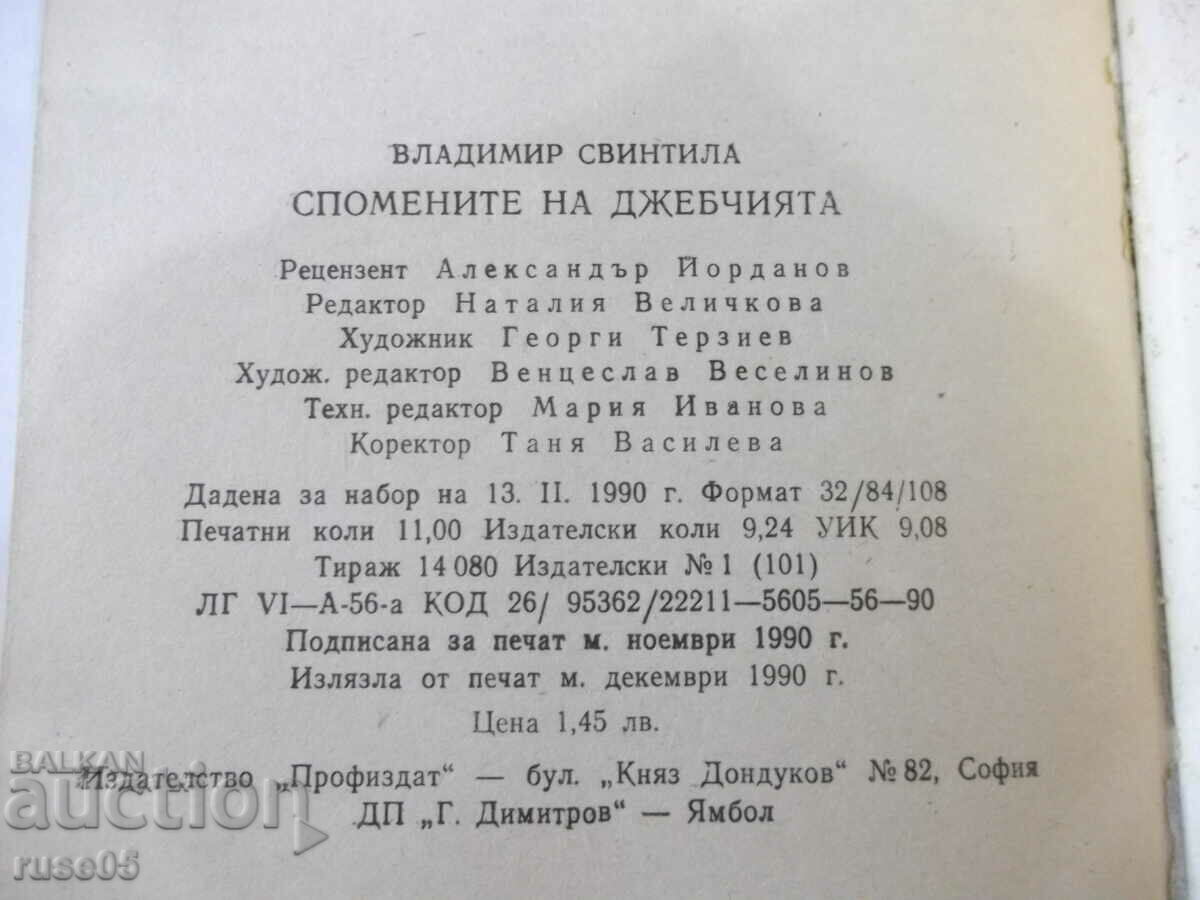 ВЛАДИМИР СВИНТИЛА
СПОМЕНИТЕ НА ДЖЕБЧИЯТА
Рецензент Александър Йорданов
Редактор Наталия Величкова
Художник Георги Терзиев
Худож. редактор Венцеслав Веселинов
Техн. редактор Мария Иванова
Коректор Таня Василева
Дадена за набор на 13. II. 1990 г. Формат 32/84/108
Печатни коли 11,00 Издателски коли 9,24 УИК 9,08
Тираж 14 080 Издателски № 1 (101)
ЛГ VI—А-56-а КОД 26/ 95362/22211—5605—56—90
Подписана за печат м. ноември 1990 г.
Излязла от печат м. декември 1990 г.
Цена 1,45 лв.
Издателство „Профиздат“ — бул. „Княз Дондуков“ № 82, София
ДП „Г. Димитров“ — Ямбол
BALKAN
auction
ruse05